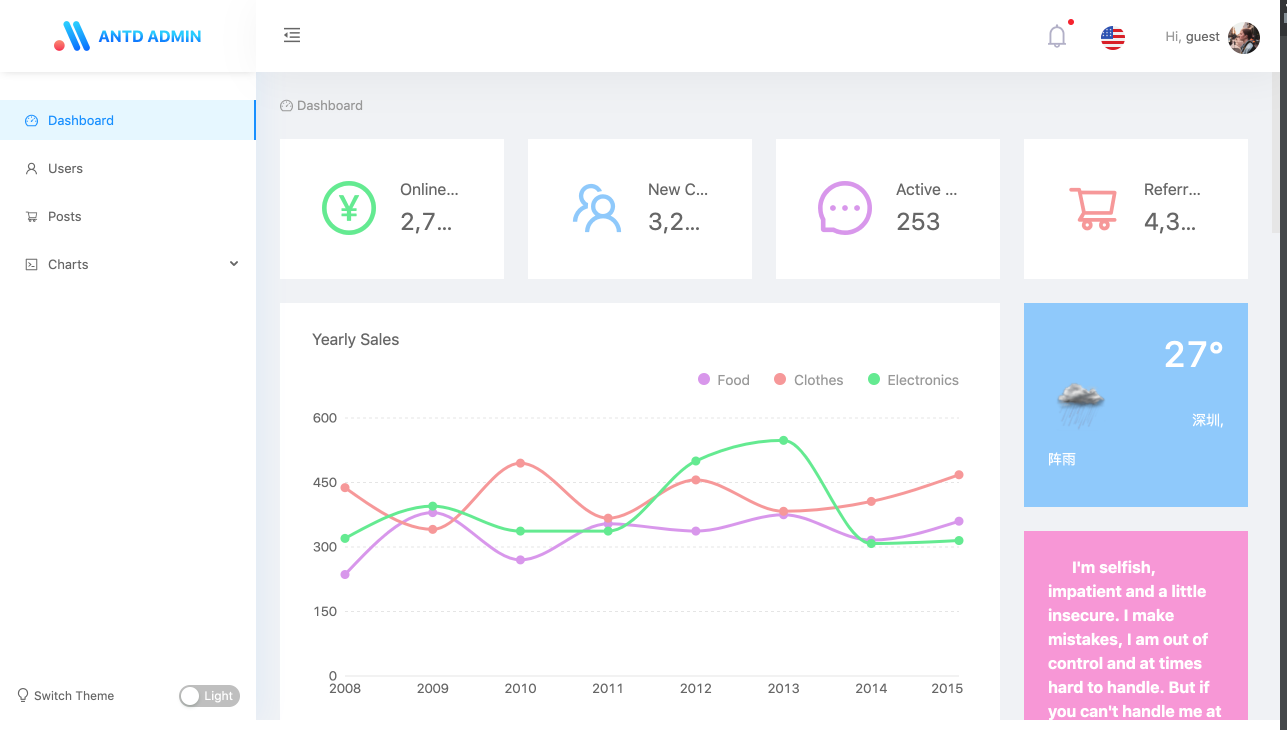 ANTD ADMIN
Hi, guest
Dashboard
Users
Posts
Charts
Switch Theme
Light
Dashboard
Online...
2,7...
New C...
3,2...
Active ...
253
Referr...
4,3...
Yearly Sales
Food
Clothes
Electronics
600
450
300
150
0
2008
2009
2010
2011
2012
2013
2014
2015
27°
深圳,
阵雨
I'm selfish,
impatient and a little
insecure. I make
mistakes, I am out of
control and at times
hard to handle. But if
you can't handle me at